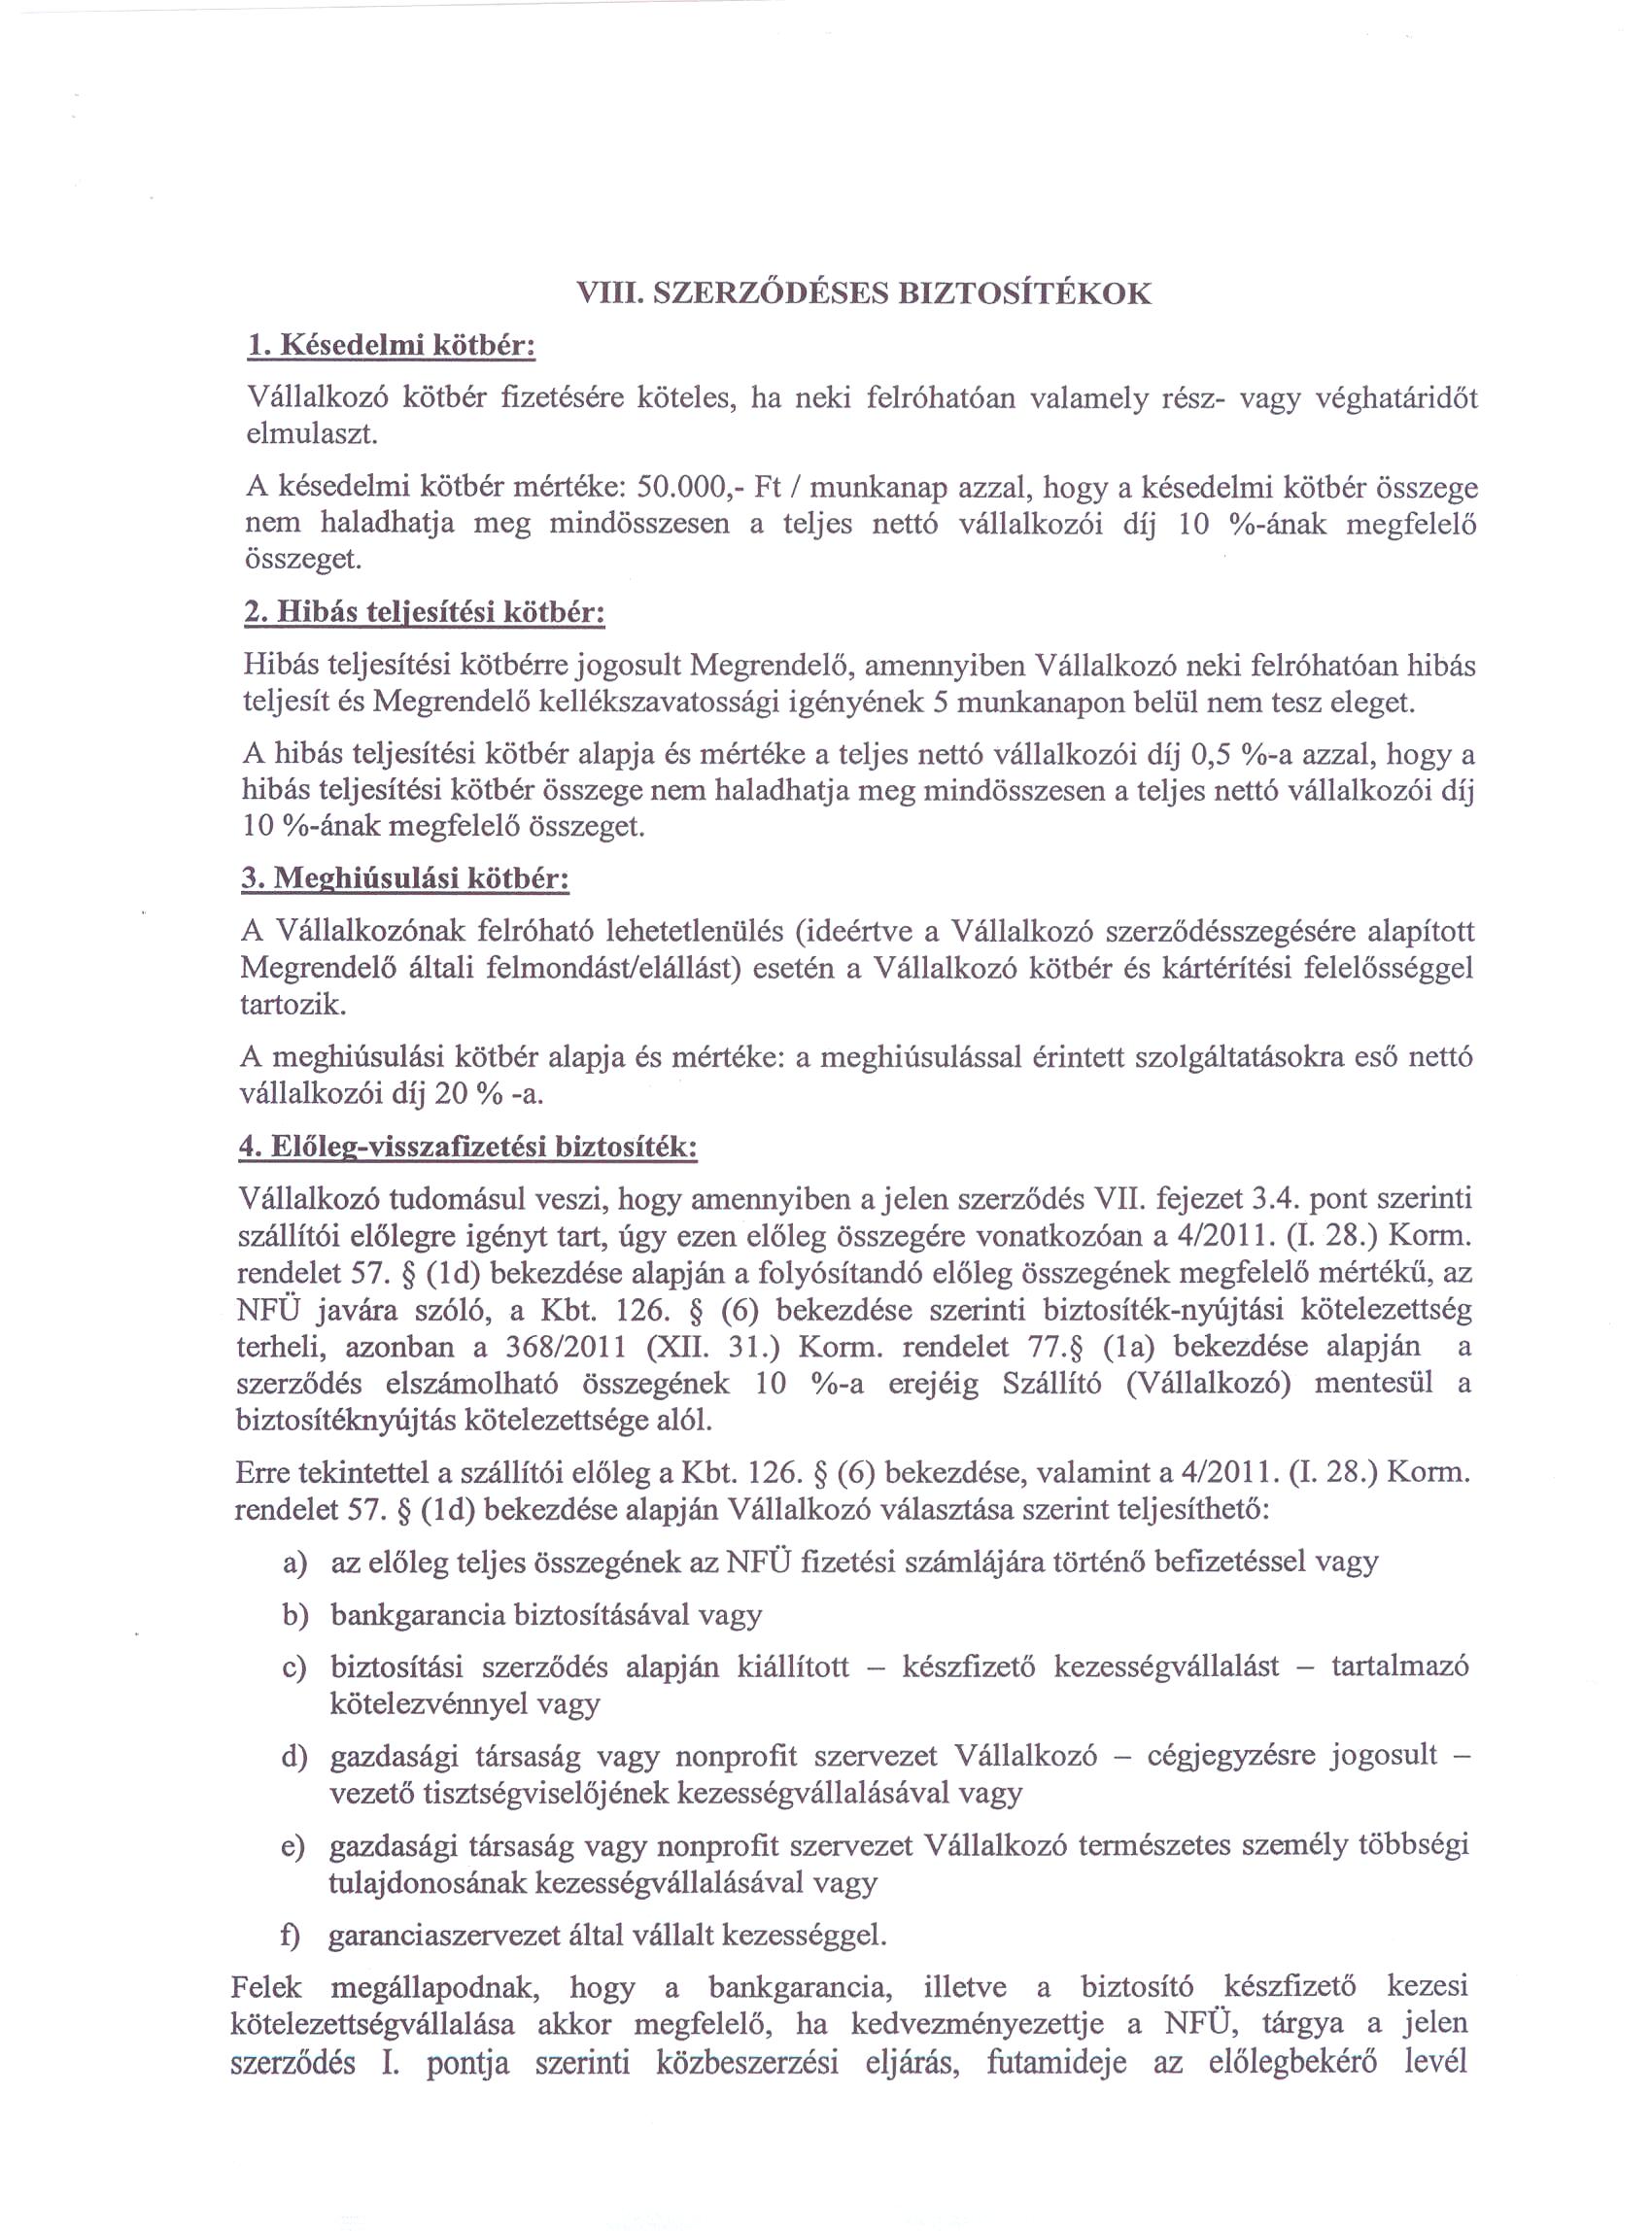 VIII. SZERZŐDÉSES BIZTOSÍTÉKOK
1. Késedelmi kötbér:
Vállalkozó kötbér fizetésére köteles, ha neki felróhatóan valamely rész- vagy véghatáridőt
elmulaszt.
A késedelmi kötbér mértéke: 50.000,- Ft / munkanap azzal, hogy a késedelmi kötbér összege
nem haladhatja meg mindösszesen a teljes nettó vállalkozói díj 10 %-ának megfelelő
összeget.
2. Hibás teljesítési kötbér:
Hibás teljesítési kötbérre jogosult Megrendelő, amennyiben Vállalkozó neki felróhatóan hibás
teljesít és Megrendelő kellékszavatossági igényének 5 munkanapon belül nem tesz eleget.
A hibás teljesítési kötbér alapja és mértéke a teljes nettó vállalkozói díj 0,5 %-a azzal, hogy a
hibás teljesítési kötbér összege nem haladhatja meg mindösszesen a teljes nettó vállalkozói díj
10 %-ának megfelelő összeget.
3. Meghiúsulási kötbér:
A Vállalkozónak felróható lehetetlenülés (ideértve a Vállalkozó szerződésszegésére alapított
Megrendelő általi felmondást/elállást) esetén a Vállalkozó kötbér és kártérítési felelősséggel
tartozik.
A meghiúsulási kötbér alapja és mértéke: a meghiúsulással érintett szolgáltatásokra eső nettó
vállalkozói díj 20 % -a.
4. Előleg-visszafizetési biztosíték:
Vállalkozó tudomásul veszi, hogy amennyiben a jelen szerződés VII. fejezet 3.4. pont szerinti
szállítói előlegre igényt tart, úgy ezen előleg összegére vonatkozóan a 4/2011. (I. 28.) Korm.
rendelet 57. § (1d) bekezdése alapján a folyósítandó előleg összegének megfelelő mértékű, az
NFÜ javára szóló, a Kbt. 126. § (6) bekezdése szerinti biztosíték-nyújtási kötelezettség
terheli, azonban a 368/2011 (XII. 31.) Korm. rendelet 77.§ (1a) bekezdése alapján a
szerződés elszámolható összegének 10 %-a erejéig Szállító (Vállalkozó) mentesül a
biztosítéknyújtás kötelezettsége alól.
Erre tekintettel a szállítói előleg a Kbt. 126. § (6) bekezdése, valamint a 4/2011. (I. 28.) Korm.
rendelet 57. § (1d) bekezdése alapján Vállalkozó választása szerint teljesíthető:
a) az előleg teljes összegének az NFÜ fizetési számlájára történő befizetéssel vagy
b) bankgarancia biztosításával vagy
c) biztosítási szerződés alapján kiállított – készfizető kezességvállalást – tartalmazó
kötelezvénnyel vagy
d) gazdasági társaság vagy nonprofit szervezet Vállalkozó – cégjegyzésre jogosult –
vezető tisztségviselőjének kezességvállalásával vagy
e) gazdasági társaság vagy nonprofit szervezet Vállalkozó természetes személy többségi
tulajdonosának kezességvállalásával vagy
f) garanciaszervezet által vállalt kezességgel.
Felek megállapodnak, hogy a bankgarancia, illetve a biztosító készfizető kezesi
kötelezettségvállalása akkor megfelelő, ha kedvezményezettje a NFÜ, tárgya a jelen
szerződés I. pontja szerinti közbeszerzési eljárás, futamideje az előlegbekérő levél